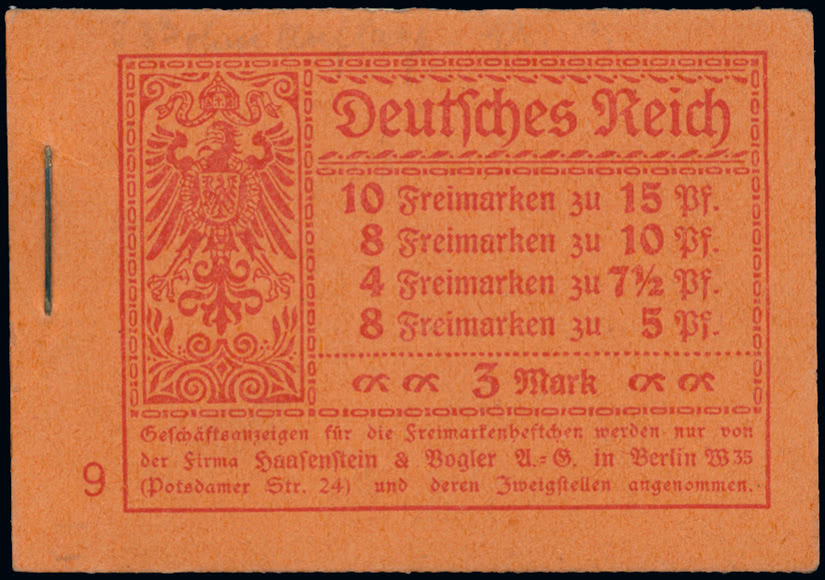 Deutſches Reich
10 Freimarken zu 15 Pf.
8 Freimarken zu 10 Pf.
4 Freimarken zu 7½ Pf.
8 Freimarken zu 5 Pf.
3 Mark
Geſchäftsanzeigen für die Freimarkenheftchen werden nur von
der Firma Haaſenſtein & Vogler A.=G. in Berlin W35
(Potsdamer Str. 24) und deren Zweigſtellen angenommen.
9